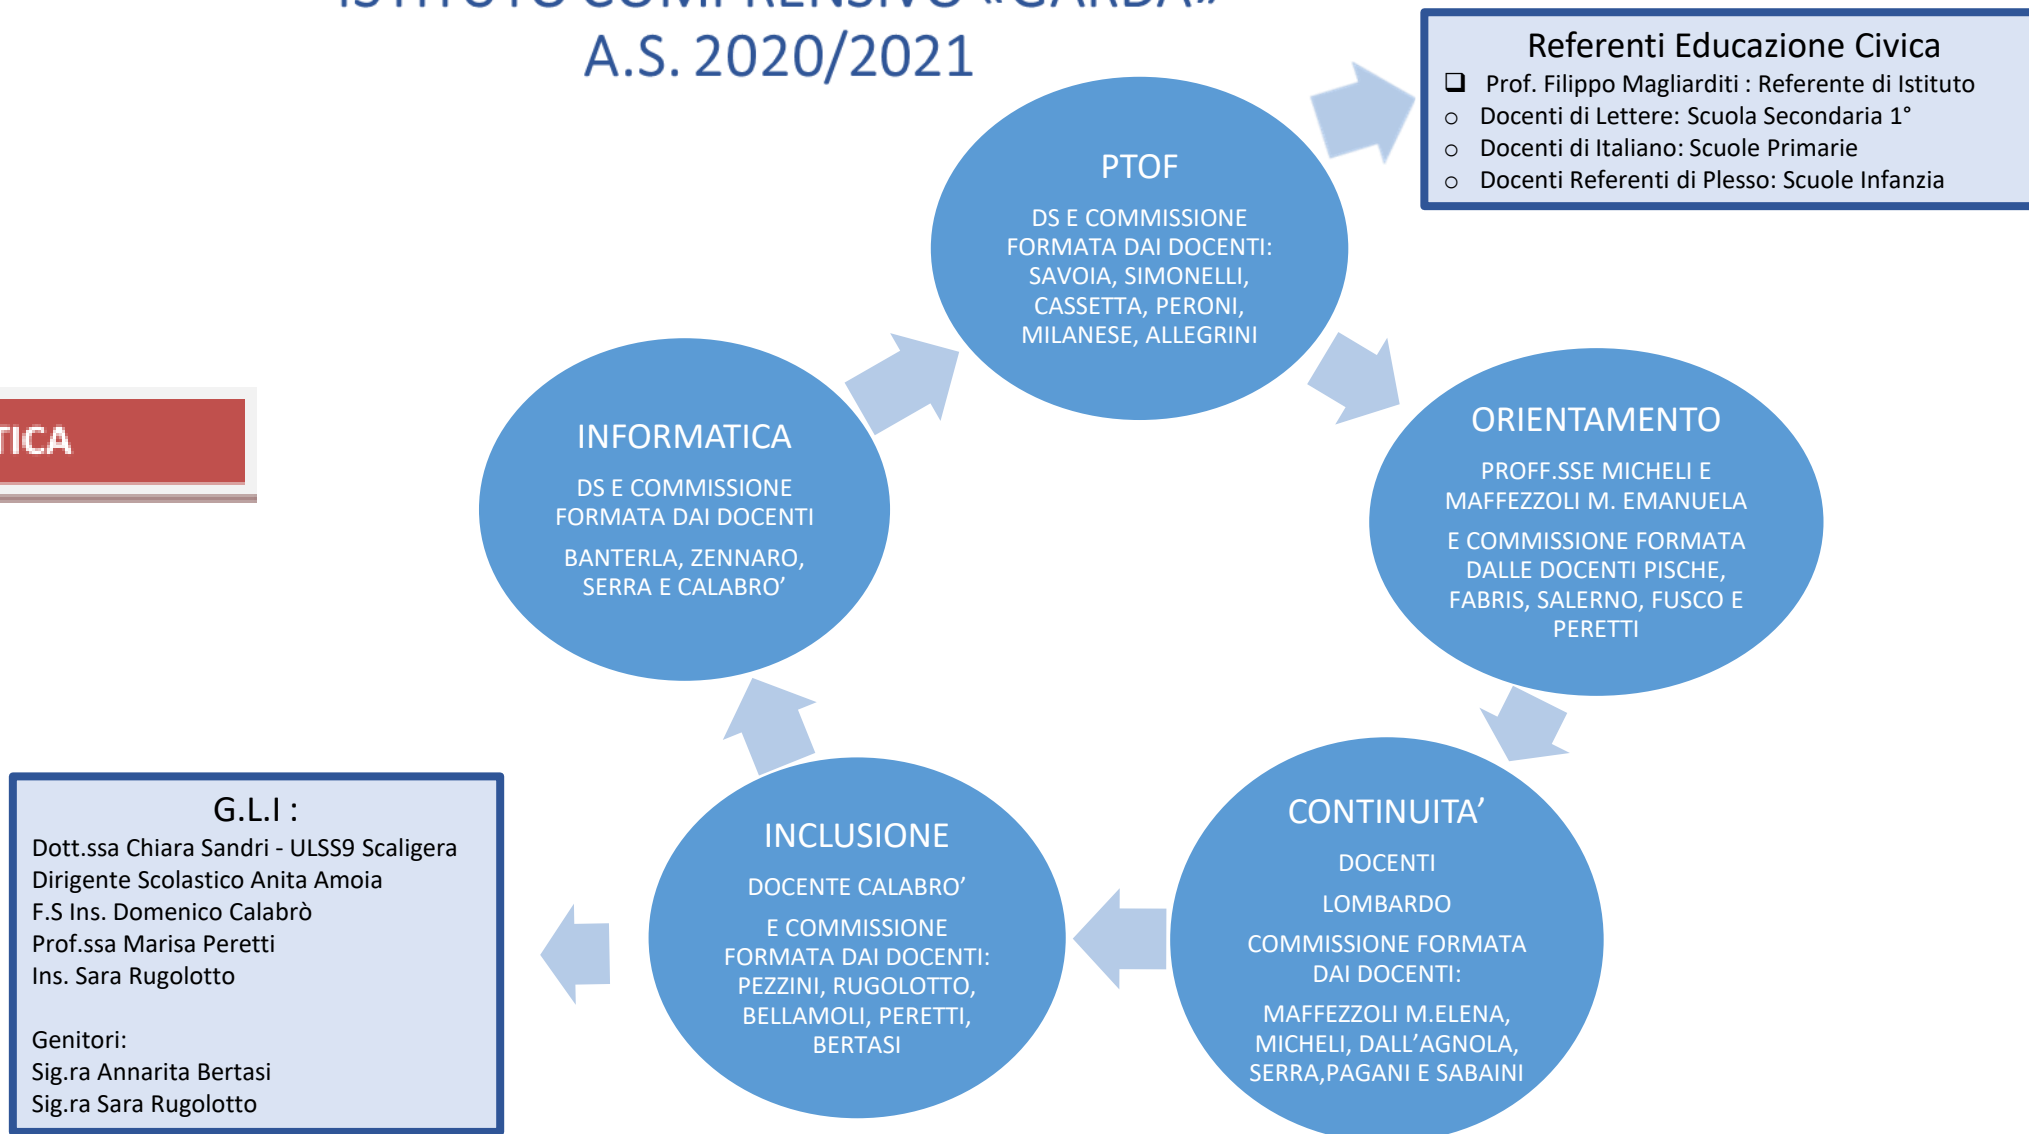 ISTITUTO COMPRENSIVO «GARDA»
A.S. 2020/2021
Referenti Educazione Civica
❑ Prof. Filippo Magliarditi : Referente di Istituto
o Docenti di Lettere: Scuola Secondaria 1°
o Docenti di Italiano: Scuole Primarie
o Docenti Referenti di Plesso: Scuole Infanzia
PTOF
DS E COMMISSIONE
FORMATA DAI DOCENTI:
SAVOIA, SIMONELLI,
CASSETTA, PERONI,
MILANESE, ALLEGRINI
ORIENTAMENTO
PROFF.SSE MICHELI E
MAFFEZZOLI M. EMANUELA
E COMMISSIONE FORMATA
DALLE DOCENTI PISCHE,
FABRIS, SALERNO, FUSCO E
PERETTI
INFORMATICA
DS E COMMISSIONE
FORMATA DAI DOCENTI
BANTERLA, ZENNARO,
SERRA E CALABRO’
TICA
CONTINUITA’
DOCENTI
LOMBARDO
COMMISSIONE FORMATA
DAI DOCENTI:
MAFFEZZOLI M.ELENA,
MICHELI, DALL’AGNOLA,
SERRA,PAGANI E SABAINI
INCLUSIONE
DOCENTE CALABRO’
E COMMISSIONE
FORMATA DAI DOCENTI:
PEZZINI, RUGOLOTTO,
BELLAMOLI, PERETTI,
BERTASI
G.L.I :
Dott.ssa Chiara Sandri - ULSS9 Scaligera
Dirigente Scolastico Anita Amoia
F.S Ins. Domenico Calabrò
Prof.ssa Marisa Peretti
Ins. Sara Rugolotto
Genitori:
Sig.ra Annarita Bertasi
Sig.ra Sara Rugolotto